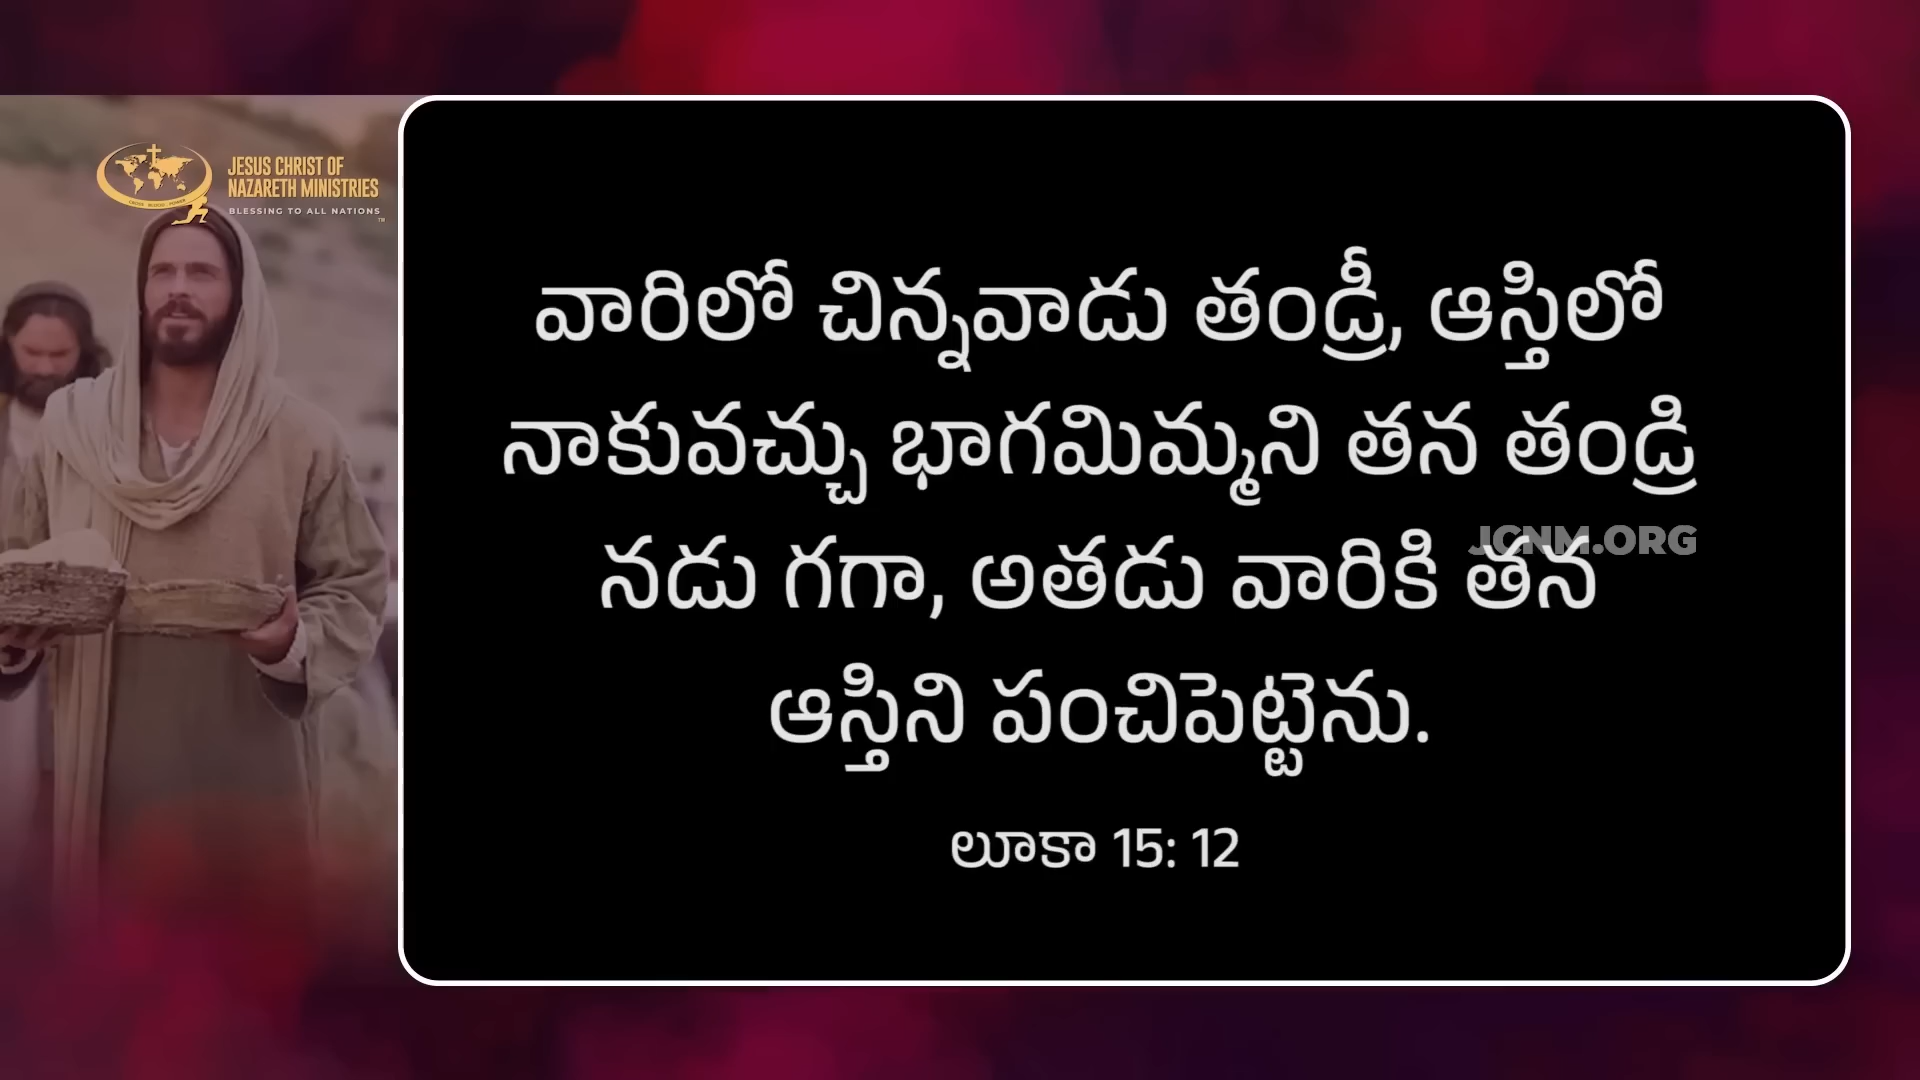 JESUS CHRIST OF
NAZARETH MINISTRIES
BLESSING TO ALL NATIONS
TM
వారిలో చిన్నవాడు తండ్రీ, ఆస్తిలో
నాకువచ్చు భాగమిమ్మని తన తండ్రి
JCNM.ORG
నడు గగా, అతడు వారికి తన
ఆస్తిని పంచిపెట్టెను.
లూకా 15: 12